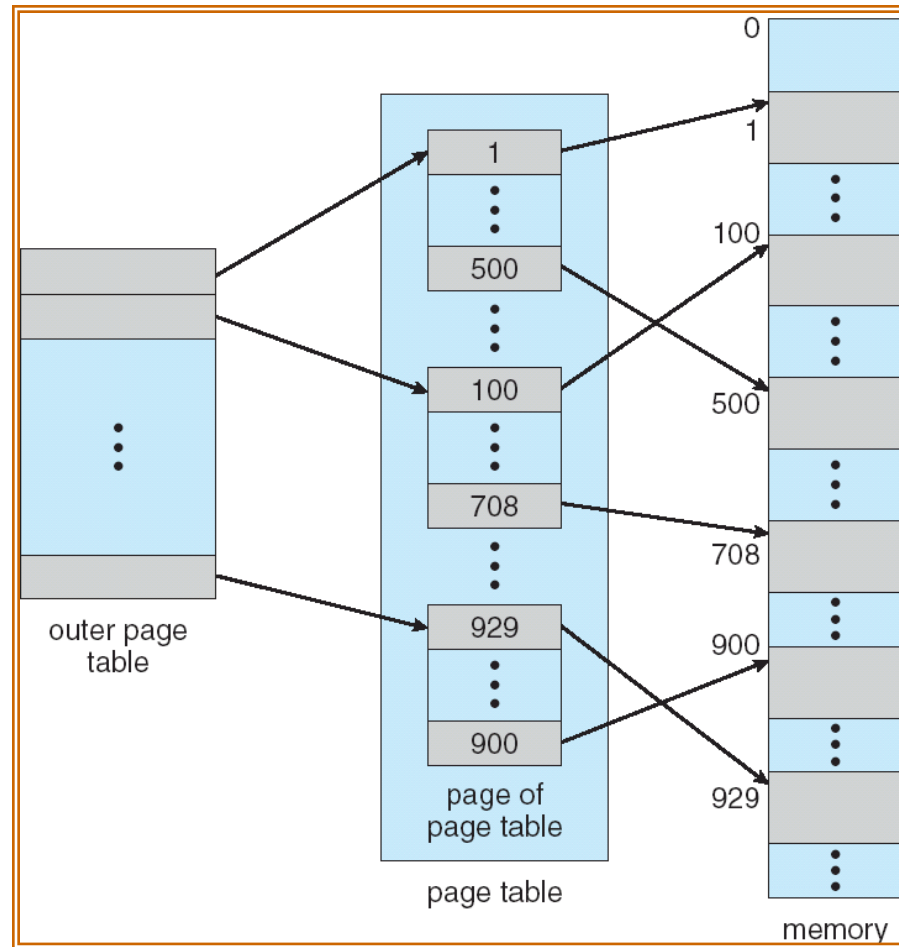 outer page
table
1
500
100
708
929
900
page of
page table
page table
0
1
100
500
708
900
929
memory